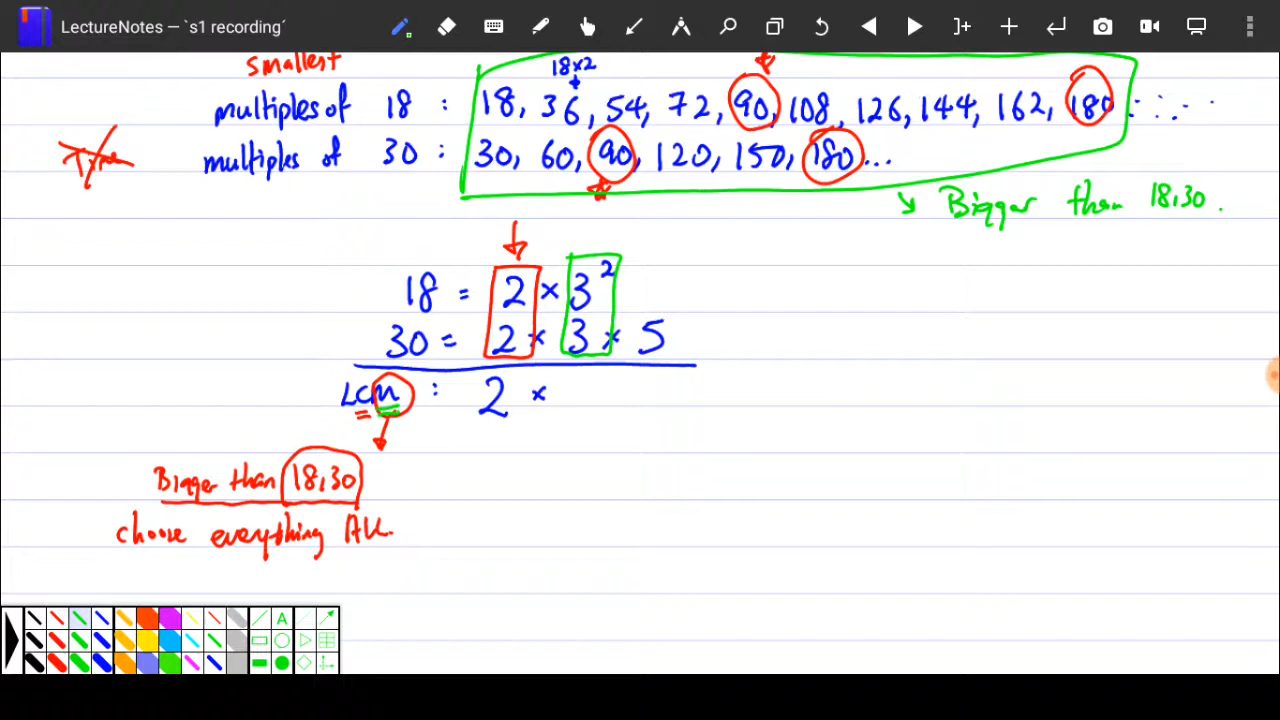 LectureNotes — `s1 recording´
smallest
18×2
multiples of 18 : 18, 36, 54, 72, 90, 108, 126, 144, 162, 180 ....
Time
multiples of 30 : 30, 60, 90, 120, 150, 180 ...
Bigger than 18,30.
18 = 2 × 3²
30 = 2 × 3 × 5
LCM : 2 ×
Bigger than 18,30
choose everything All.
A